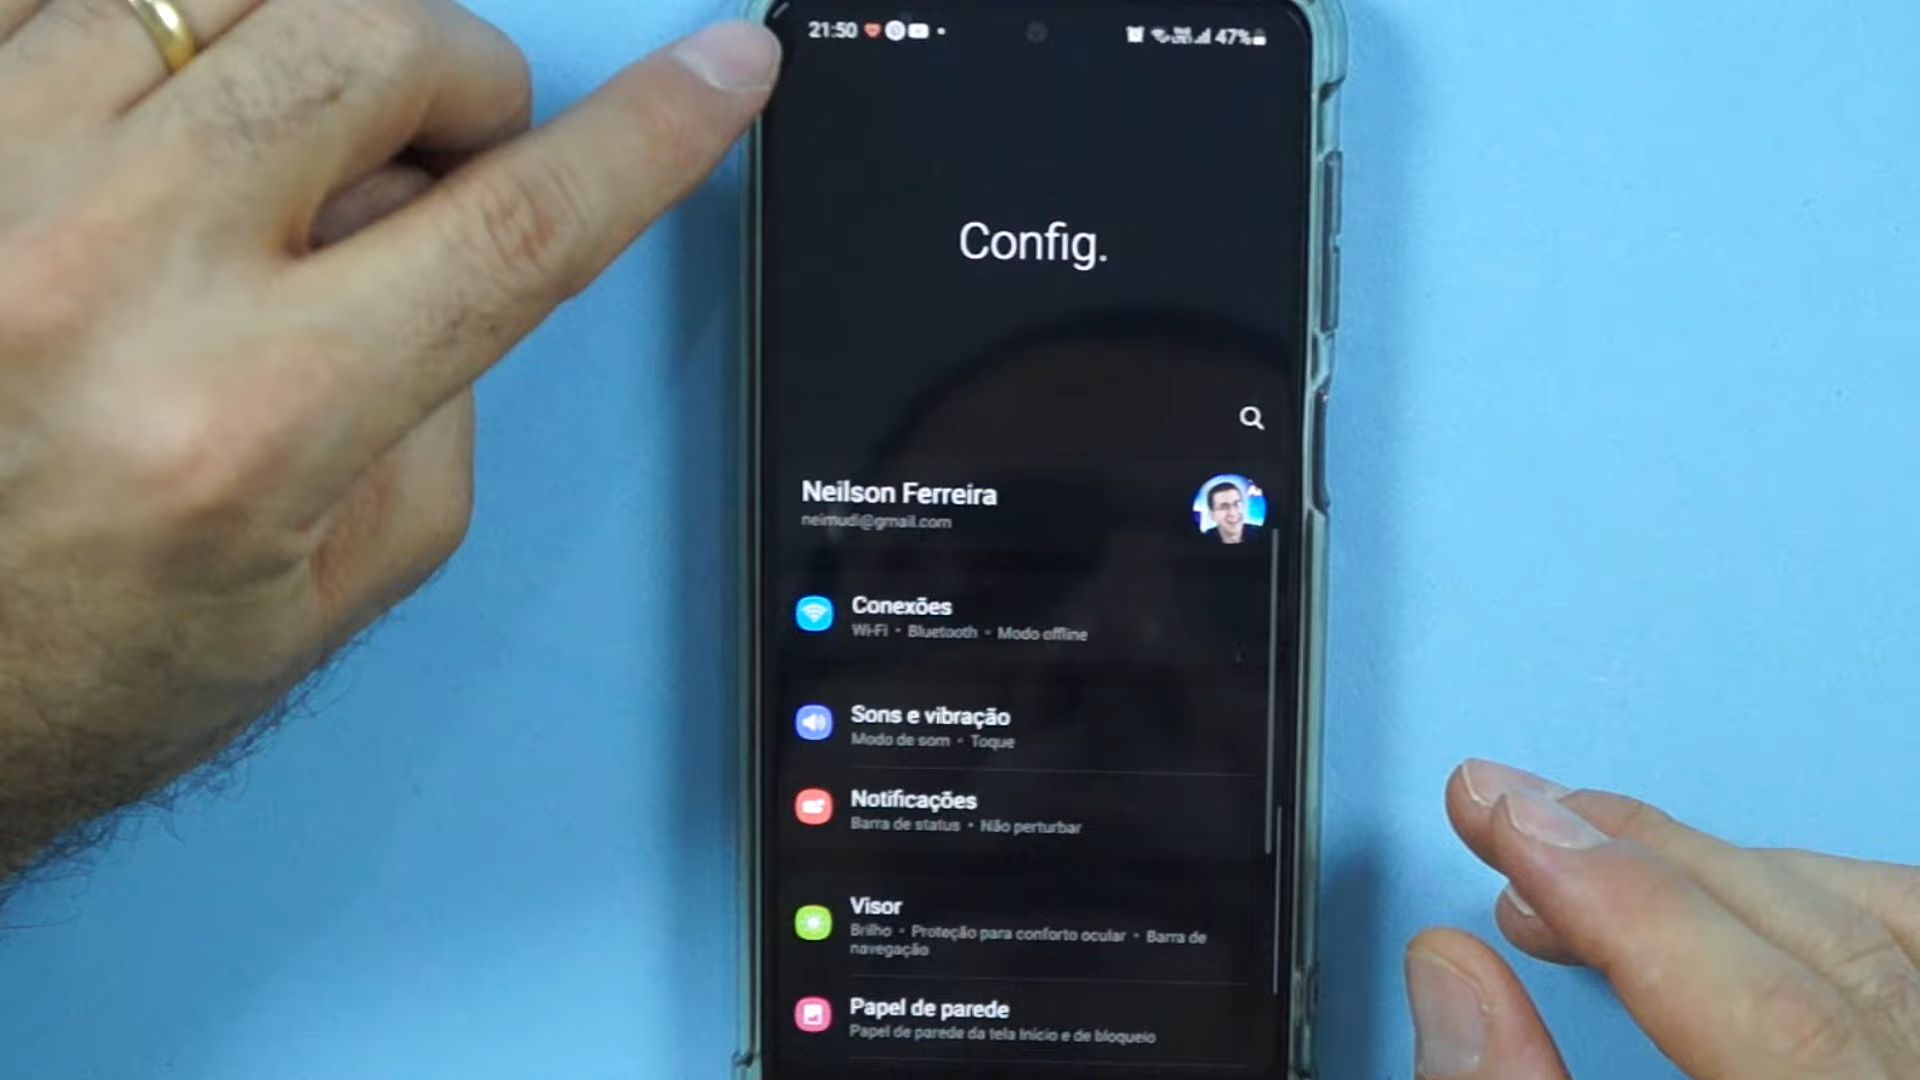 21:50 47%
Config.
Neilson Ferreira
neimudi@gmail.com
Conexões
Wi-Fi • Bluetooth • Modo offline
Sons e vibração
Modo de som • Toque
Notificações
Barra de status • Não perturbar
Visor
Brilho • Proteção para conforto ocular • Barra de
navegação
Papel de parede
Papel de parede da tela Início e de bloqueio